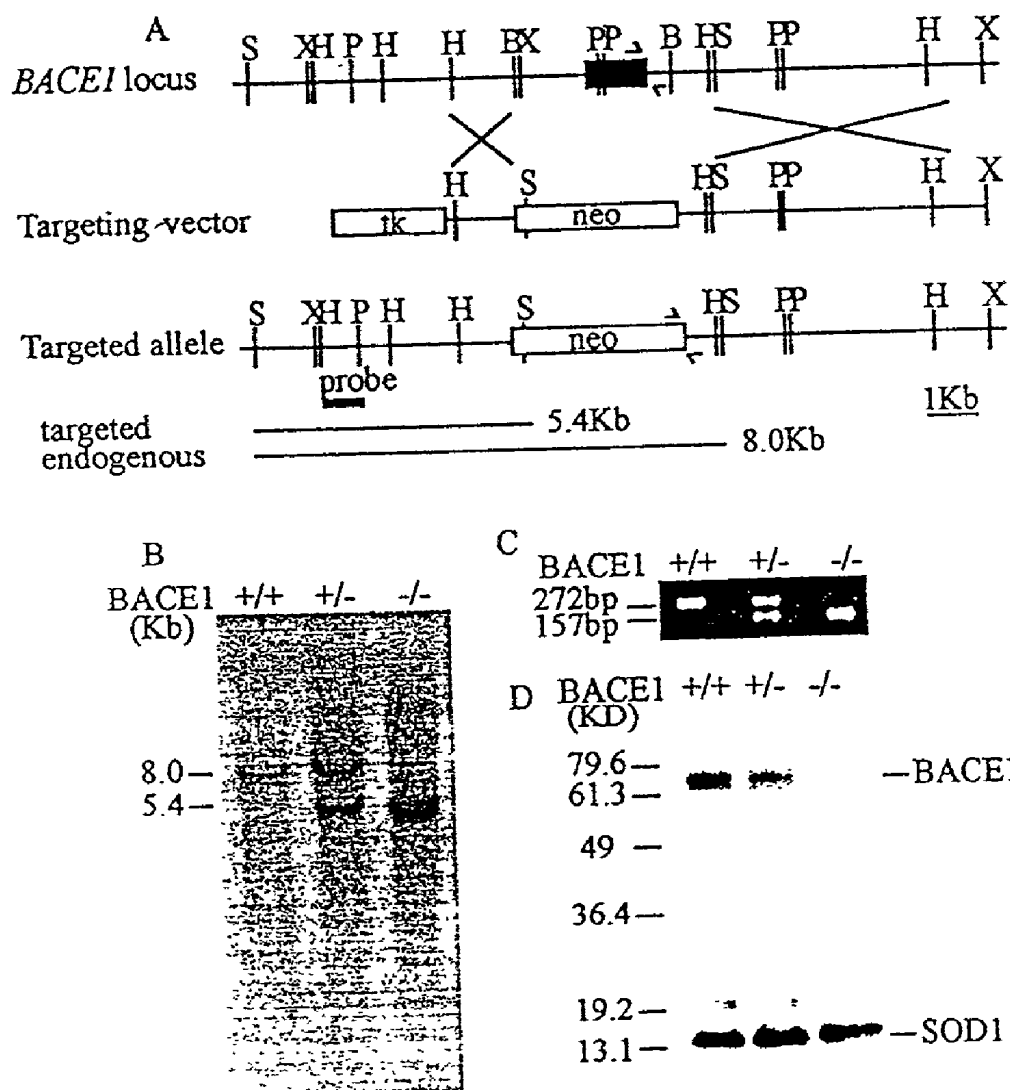 A
S XH P H H BX PP B HS PP H X
BACE1 locus
H S HS PP H X
Targeting-vector tk neo
S XH P H H S HS PP H X
Targeted allele neo
probe
1Kb
targeted 5.4Kb
endogenous 8.0Kb
B
BACE1 +/+ +/- -/-
(Kb)
8.0
5.4
C
BACE1 +/+ +/- -/-
272bp
157bp
D BACE1 +/+ +/- -/-
(KD)
79.6
BACE1
61.3
49
36.4
19.2
SOD1
13.1